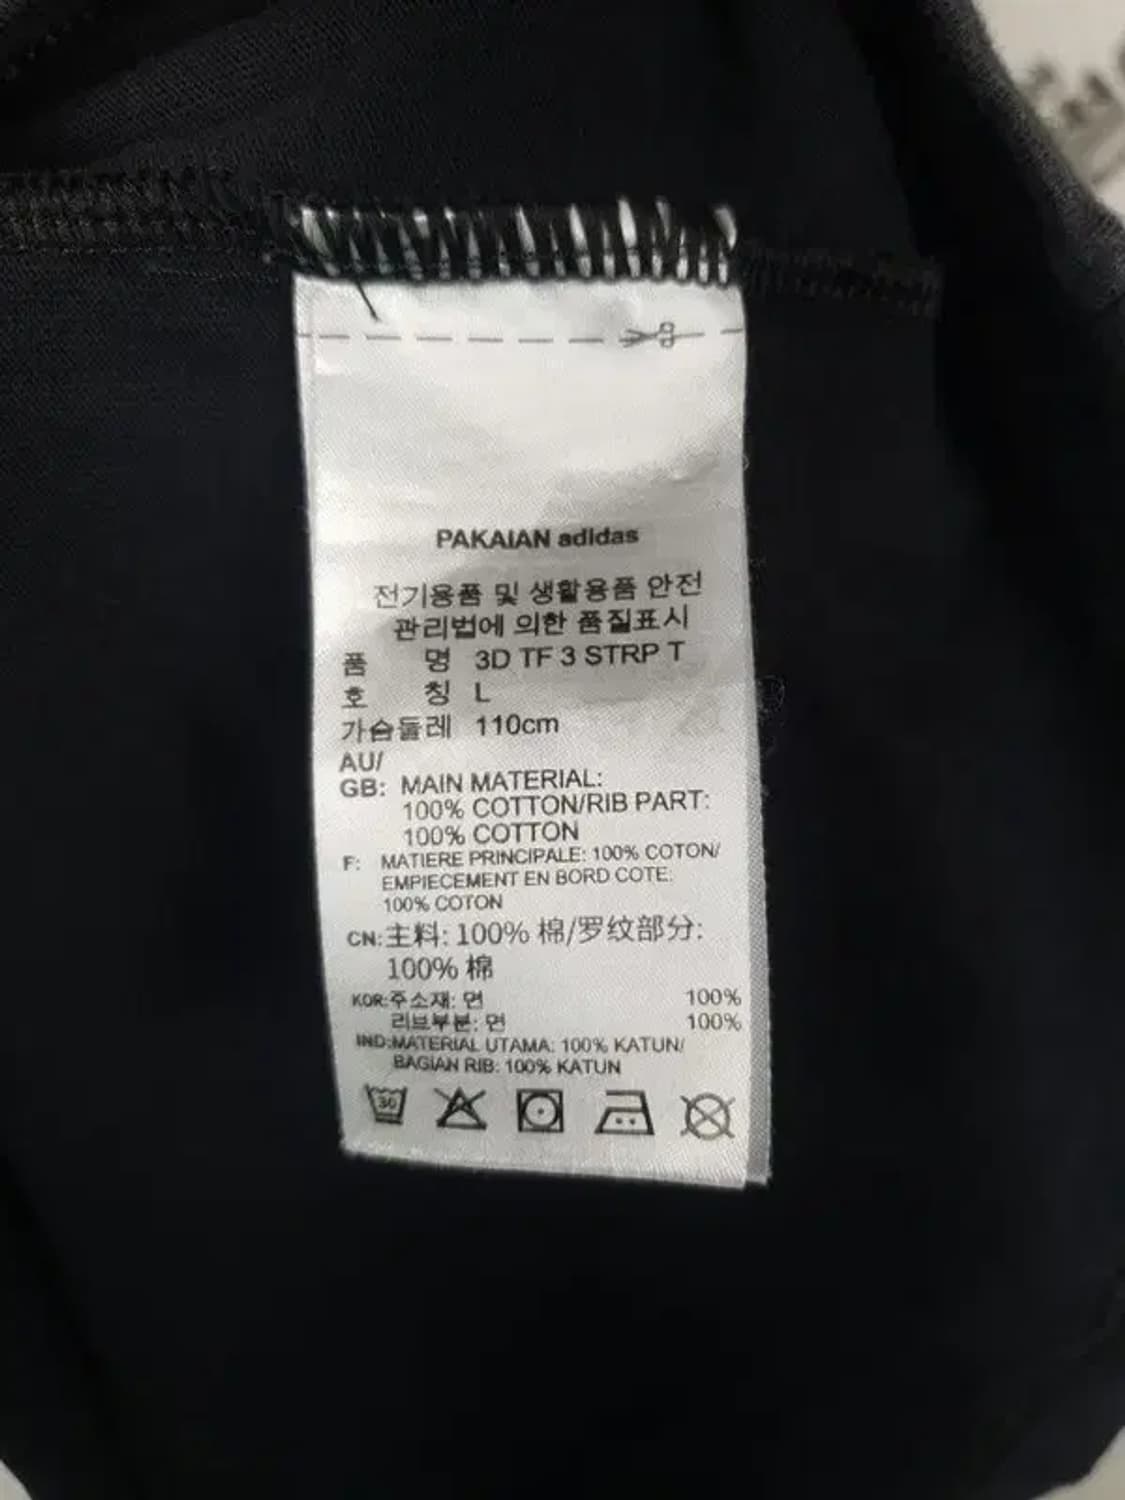 PAKAIAN adidas
전기용품 및 생활용품 안전
관리법에 의한 품질표시
품 명 3D TF 3 STRP T
호 칭 L
가슴둘레 110cm
AU/
GB: MAIN MATERIAL:
100% COTTON/RIB PART:
100% COTTON
F: MATIERE PRINCIPALE: 100% COTON/
EMPIECEMENT EN BORD COTE:
100% COTON
CN:主料: 100% 棉/罗纹部分:
100% 棉
KOR:주소재: 면 100%
리브부분: 면 100%
IND:MATERIAL UTAMA: 100% KATUN/
BAGIAN RIB: 100% KATUN
30